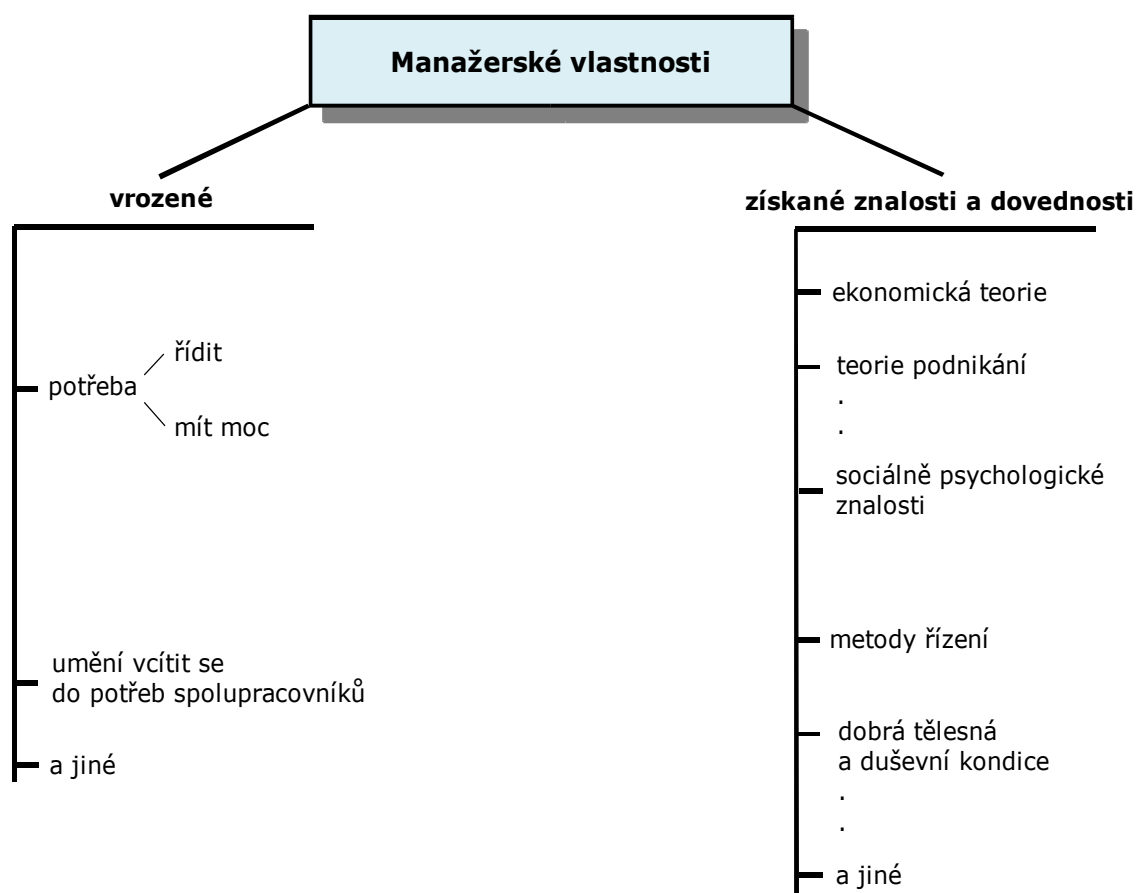 Manažerské vlastnosti
vrozené
potřeba
řídit
mít moc
umění vcítit se
do potřeb spolupracovníků
a jiné
získané znalosti a dovednosti
ekonomická teorie
teorie podnikání
.
.
sociálně psychologické
znalosti
metody řízení
dobrá tělesná
a duševní kondice
.
.
a jiné